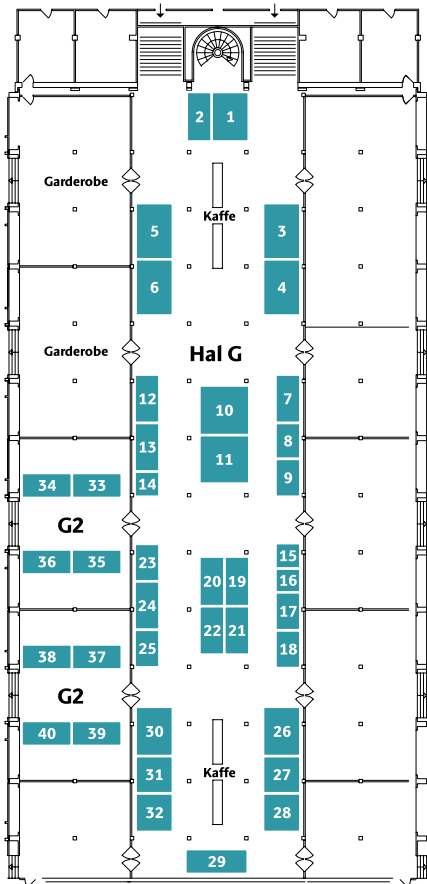 2 1
Garderobe
Kaffe
5 3
6 4
Garderobe
Hal G
12 10 7
13 11 8
14 9
34 33
G2
36 35
23 20 19 15
16
24 22 21 17
25 18
38 37
G2
40 39
30 26
31 Kaffe 27
32 28
29